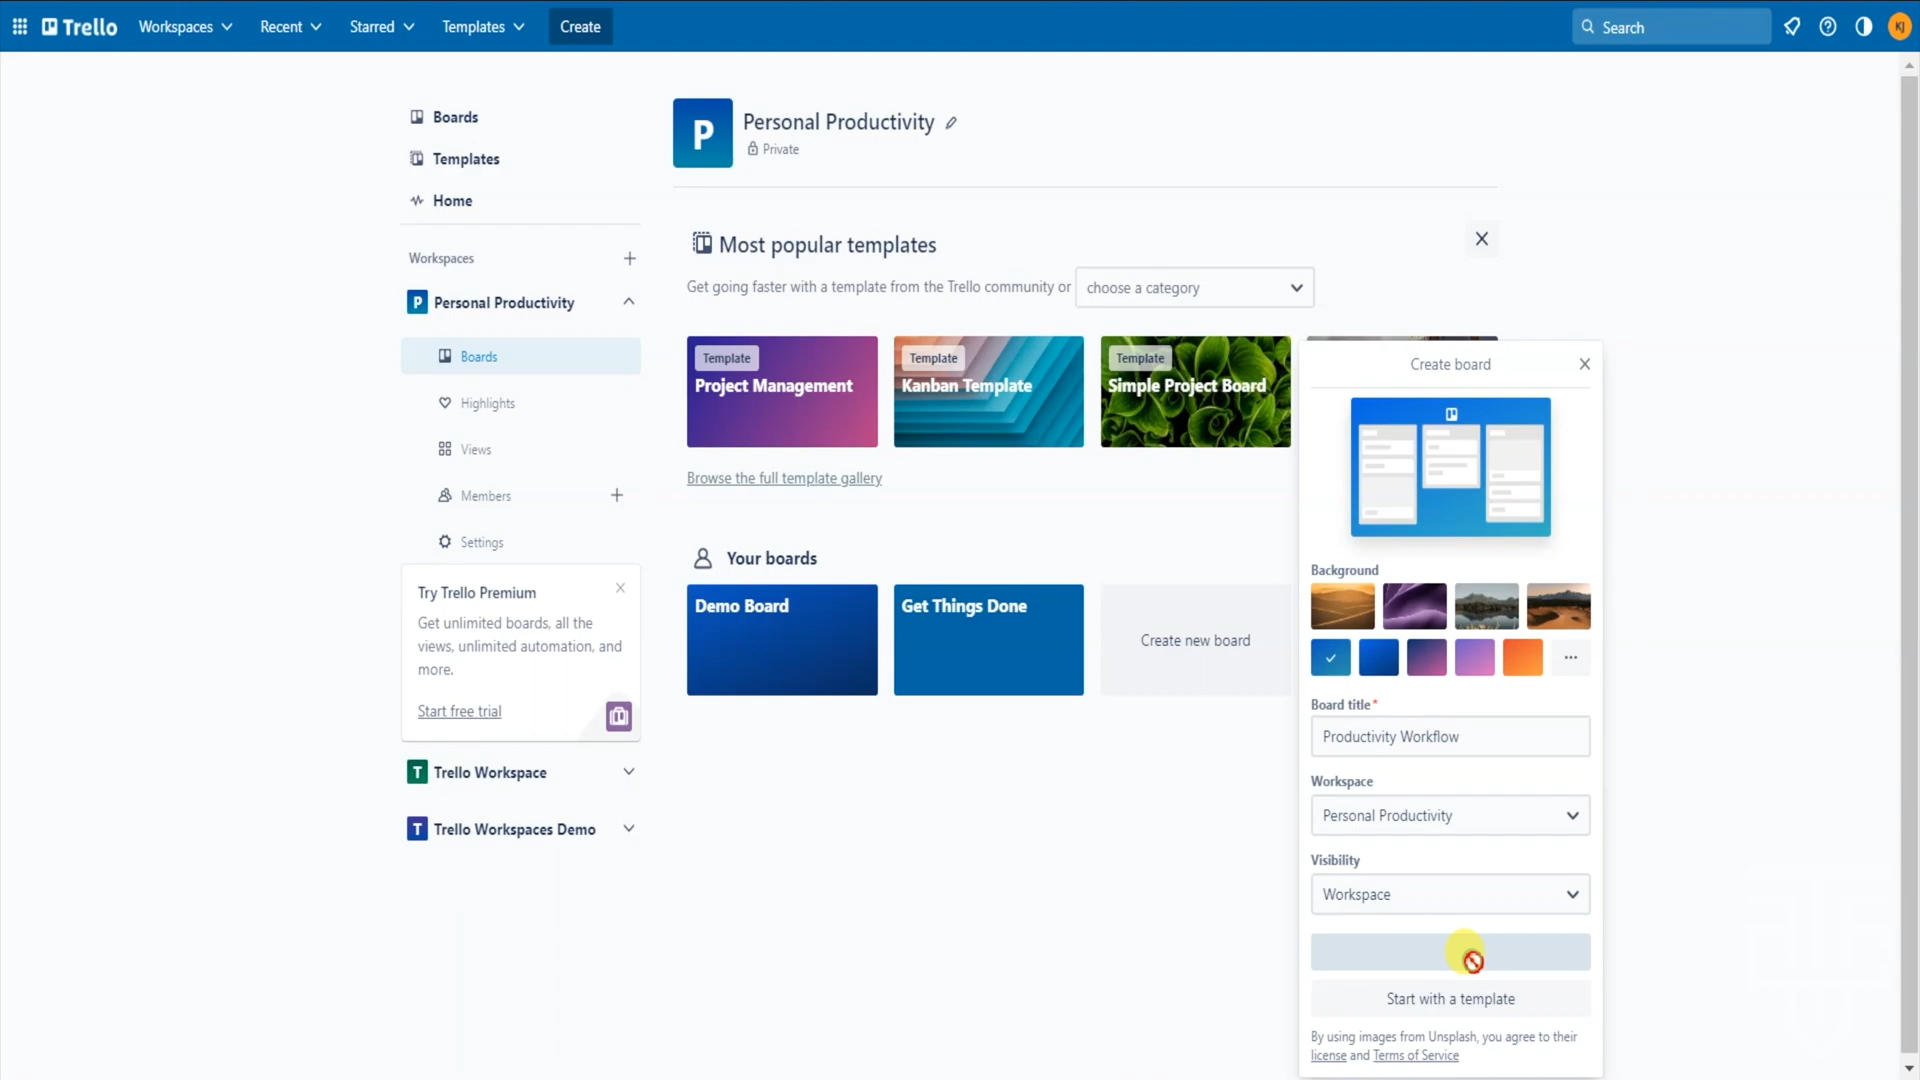 Trello
Workspaces
Recent
Starred
Templates
Create
Search
KJ
Boards
Templates
Home
Workspaces
P Personal Productivity
Boards
Highlights
Views
Members
Settings
Try Trello Premium
Get unlimited boards, all the
views, unlimited automation, and
more.
Start free trial
T Trello Workspace
T Trello Workspaces Demo
P
Personal Productivity
Private
Most popular templates
Get going faster with a template from the Trello community or
choose a category
Template
Project Management
Template
Kanban Template
Template
Simple Project Board
Browse the full template gallery
Your boards
Demo Board
Get Things Done
Create new board
Create board
Background
Board title*
Productivity Workflow
Workspace
Personal Productivity
Visibility
Workspace
Start with a template
By using images from Unsplash, you agree to their
license and Terms of Service